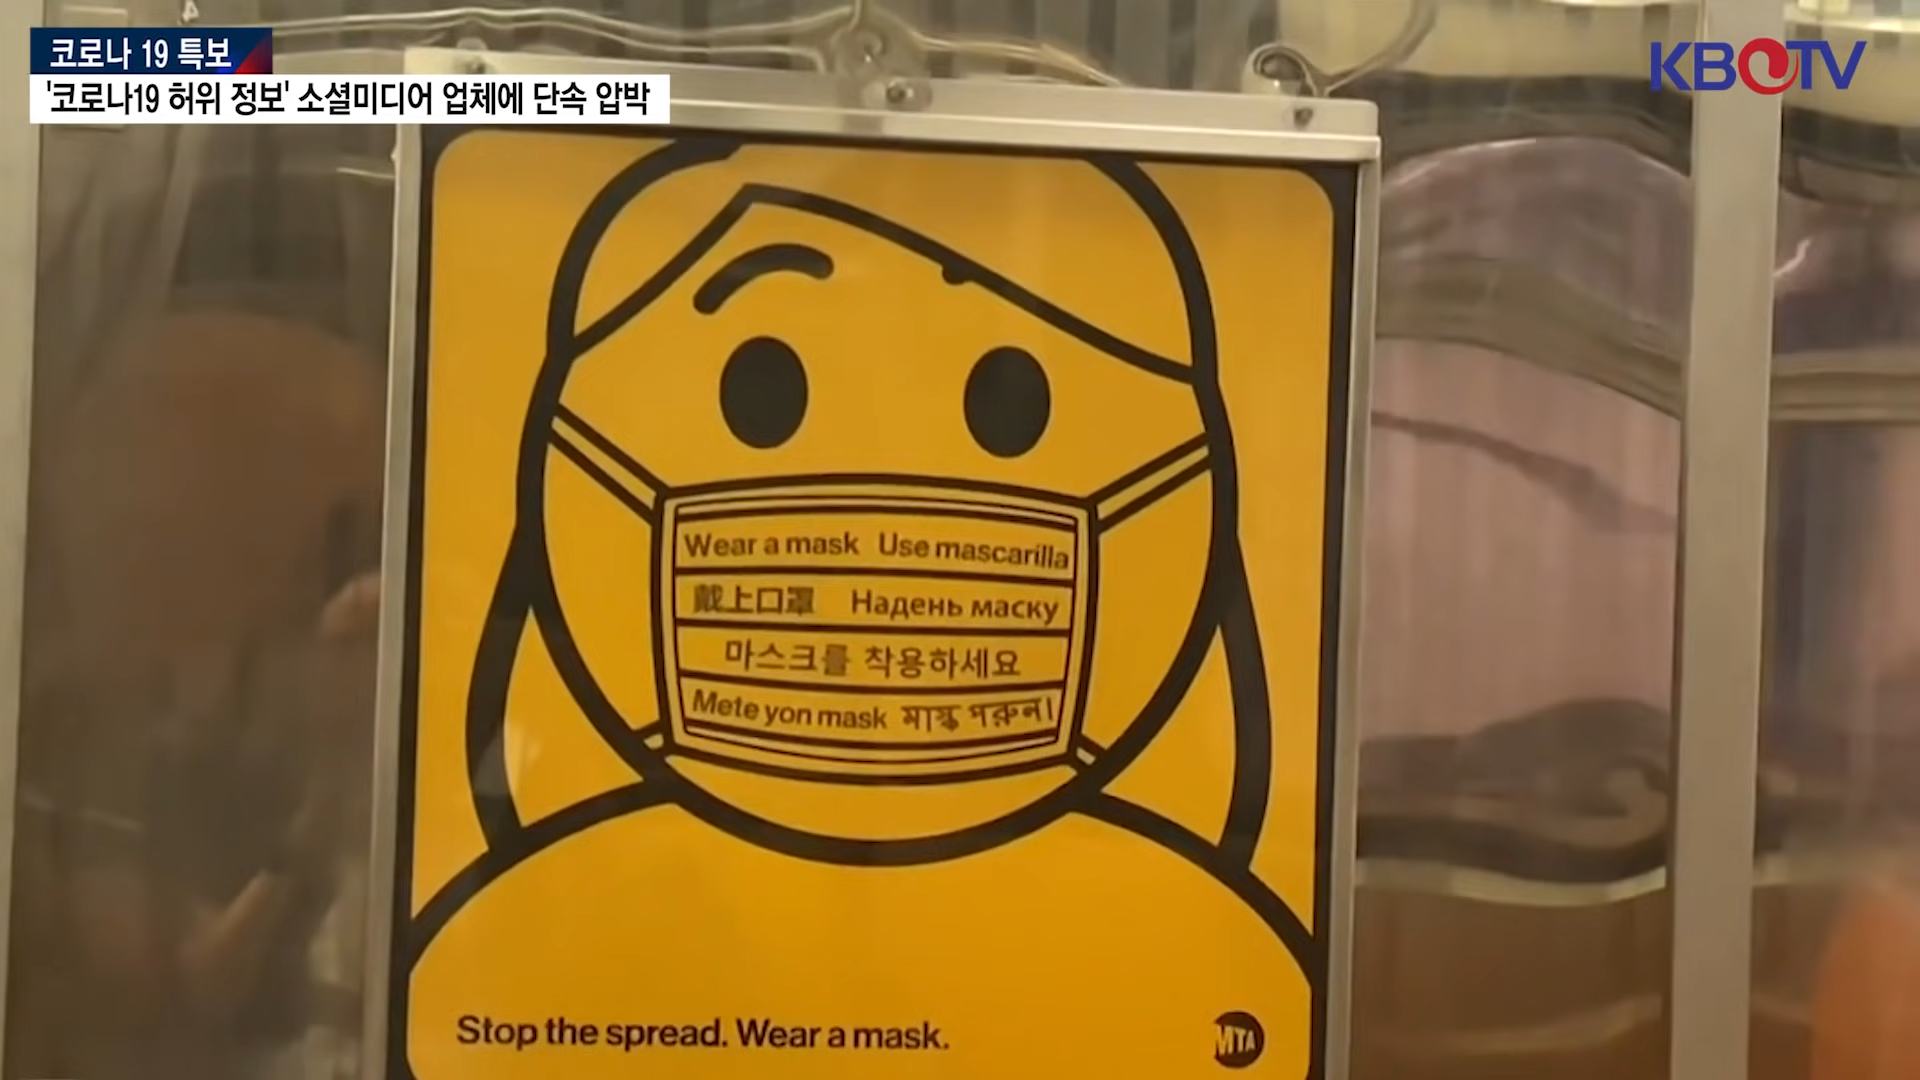 코로나 19 특보
'코로나19 허위 정보' 소셜미디어 업체에 단속 압박
KBOTV
Wear a mask Use mascarilla
戴上口罩 Надень маску
마스크를 착용하세요
Mete yon mask মাস্ক পরুন।
Stop the spread. Wear a mask.
MTA